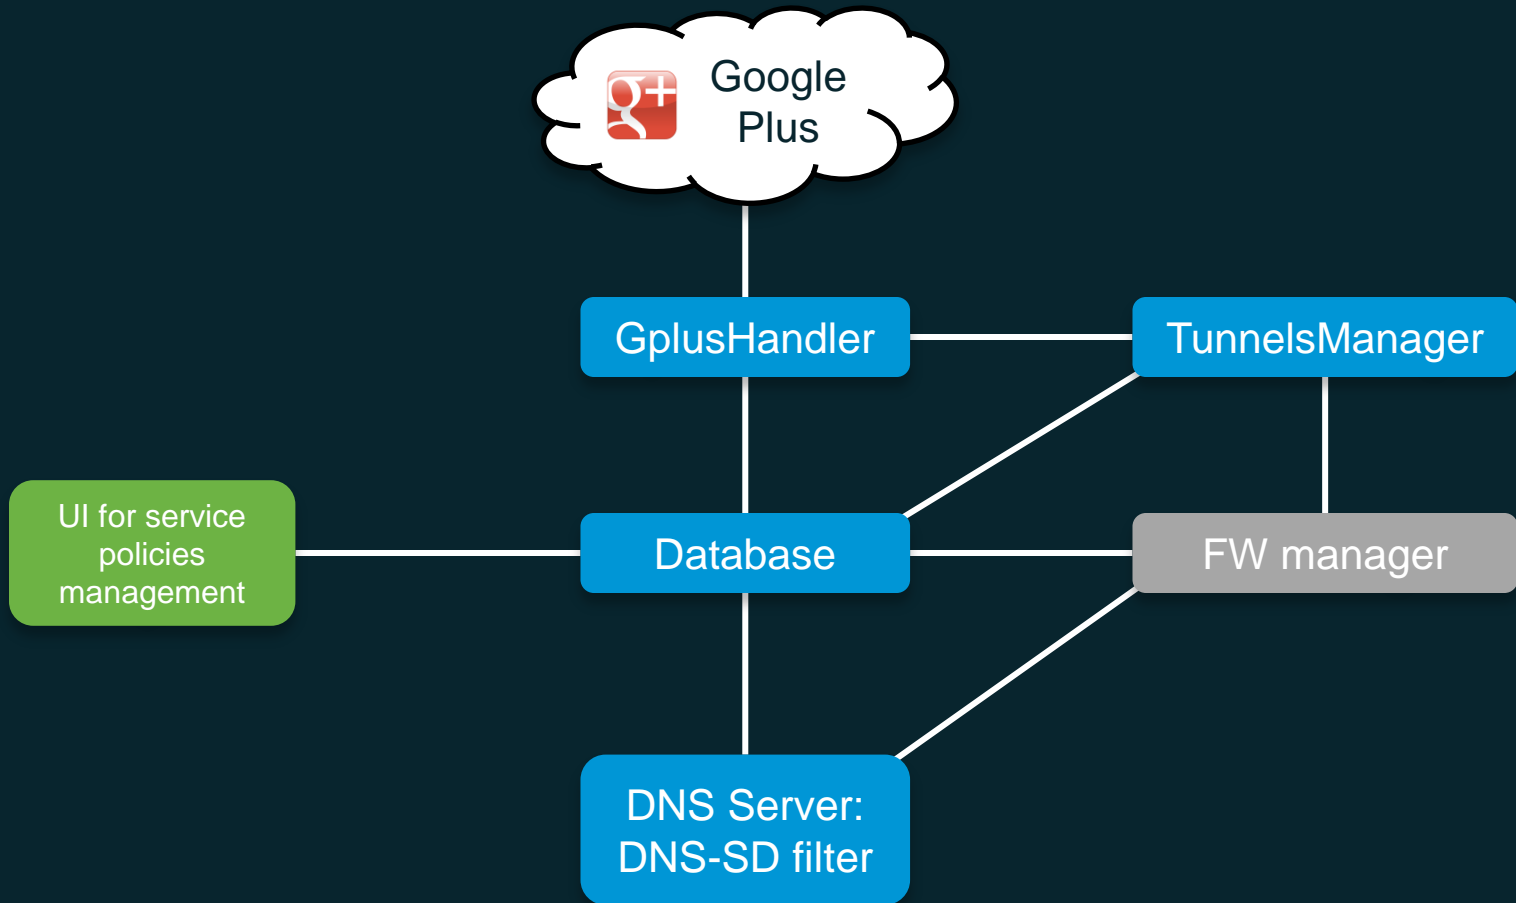 g+
Google
Plus
GplusHandler
TunnelsManager
UI for service
policies
management
Database
FW manager
DNS Server:
DNS-SD filter